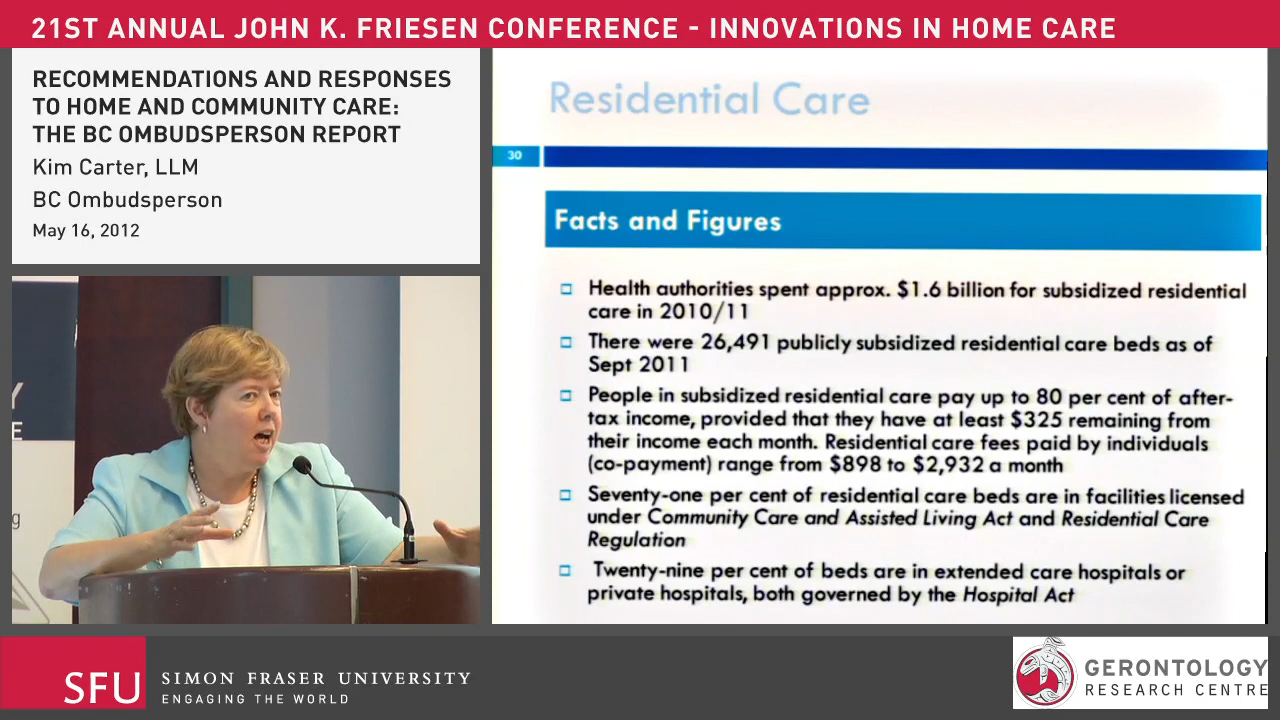 21ST ANNUAL JOHN K. FRIESEN CONFERENCE - INNOVATIONS IN HOME CARE
RECOMMENDATIONS AND RESPONSES
TO HOME AND COMMUNITY CARE:
THE BC OMBUDSPERSON REPORT
Kim Carter, LLM
BC Ombudsperson
May 16, 2012
Residential Care
30
Facts and Figures
Health authorities spent approx. $1.6 billion for subsidized residential
care in 2010/11
There were 26,491 publicly subsidized residential care beds as of
Sept 2011
People in subsidized residential care pay up to 80 per cent of after-
tax income, provided that they have at least $325 remaining from
their income each month. Residential care fees paid by individuals
(co-payment) range from $898 to $2,932 a month
Seventy-one per cent of residential care beds are in facilities licensed
under Community Care and Assisted Living Act and Residential Care
Regulation
Twenty-nine per cent of beds are in extended care hospitals or
private hospitals, both governed by the Hospital Act
SFU
SIMON FRASER UNIVERSITY
ENGAGING THE WORLD
GERONTOLOGY
RESEARCH CENTRE